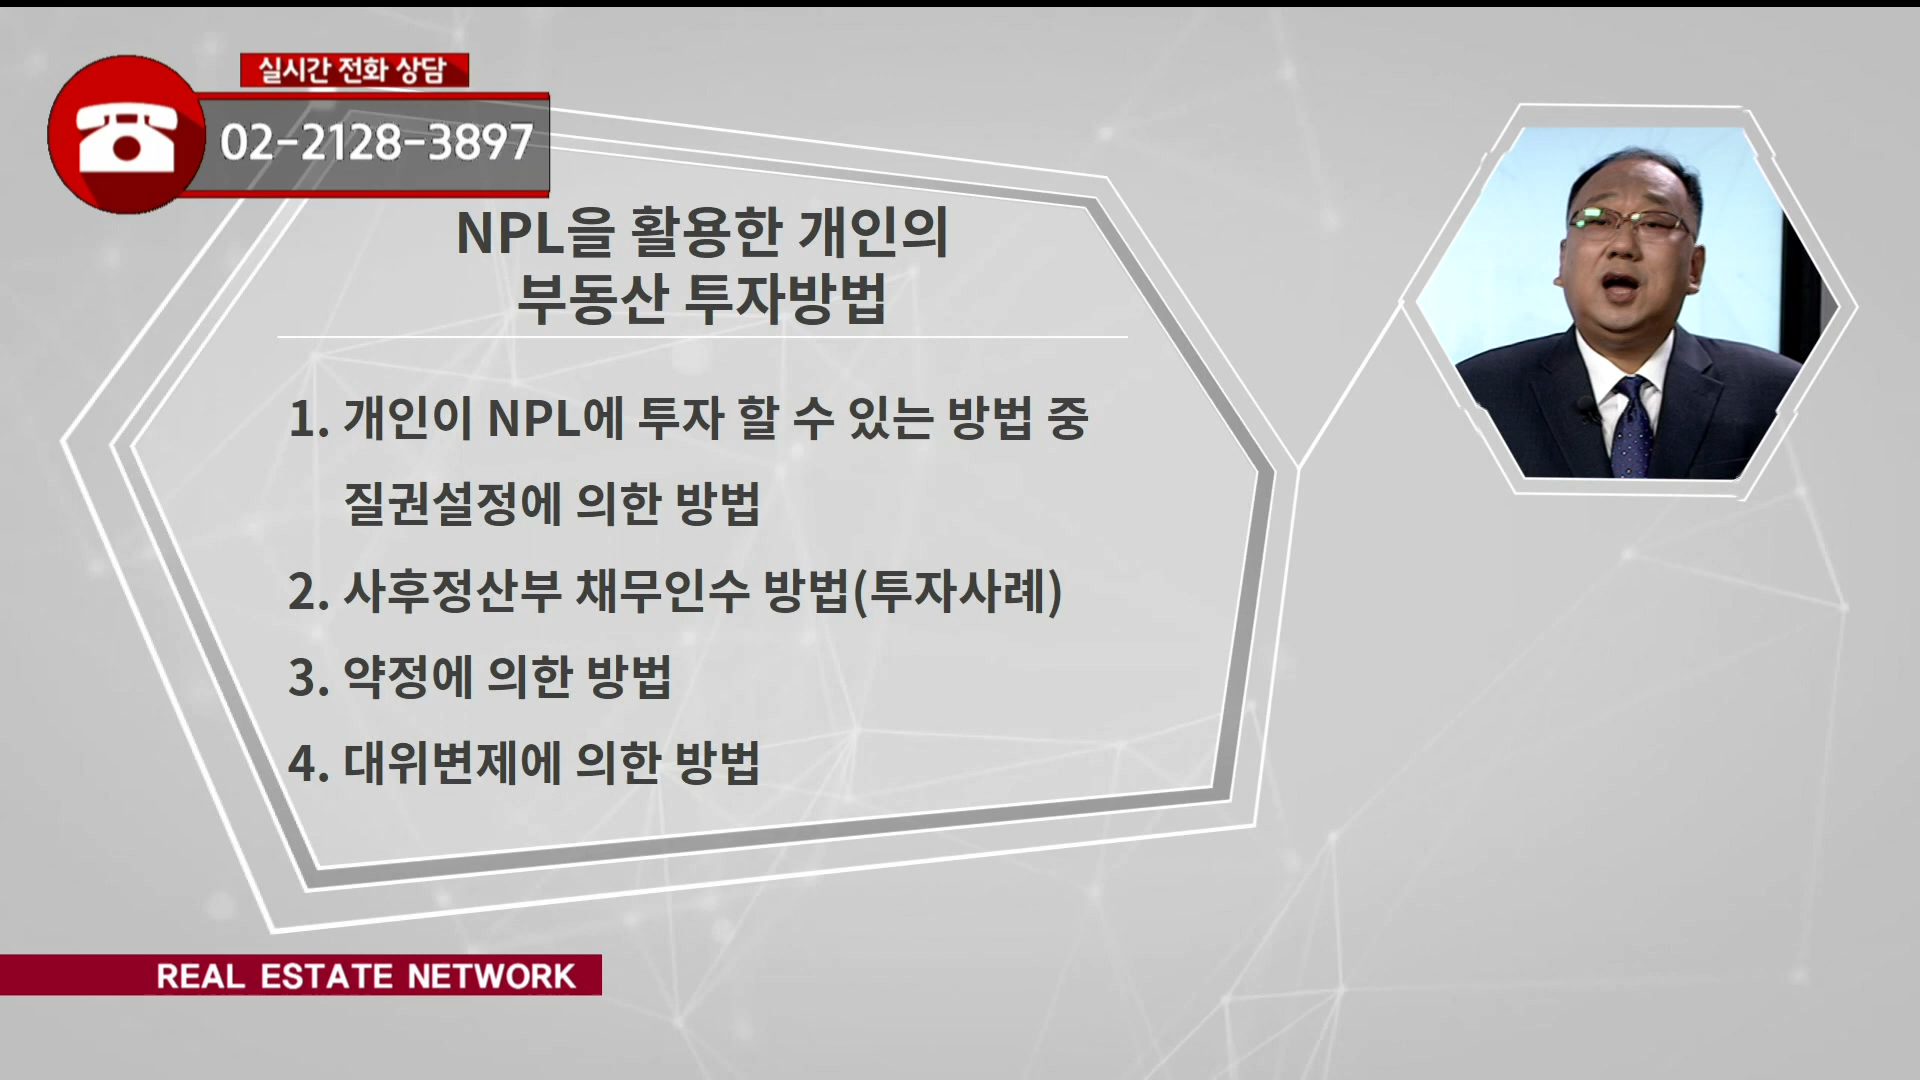 실시간 전화 상담
02-2128-3897
NPL을 활용한 개인의
부동산 투자방법
1. 개인이 NPL에 투자 할 수 있는 방법 중
질권설정에 의한 방법
2. 사후정산부 채무인수 방법(투자사례)
3. 약정에 의한 방법
4. 대위변제에 의한 방법
REAL ESTATE NETWORK